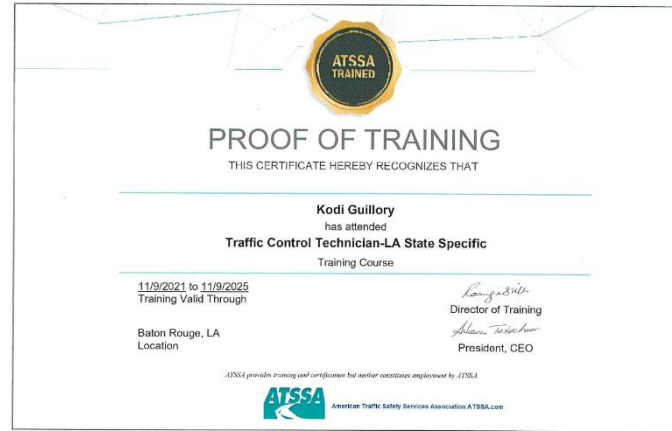 ATSSA
TRAINED
PROOF OF TRAINING
THIS CERTIFICATE HEREBY RECOGNIZES THAT
Kodi Guillory
has attended
Traffic Control Technician-LA State Specific
Training Course
11/9/2021 to 11/9/2025
Training Valid Through
Director of Training
Baton Rouge, LA
Location
President, CEO
ATSSA provides training and certification but neither constitutes employment by ATSSA.
ATSSA
American Traffic Safety Services Association ATSSA.com